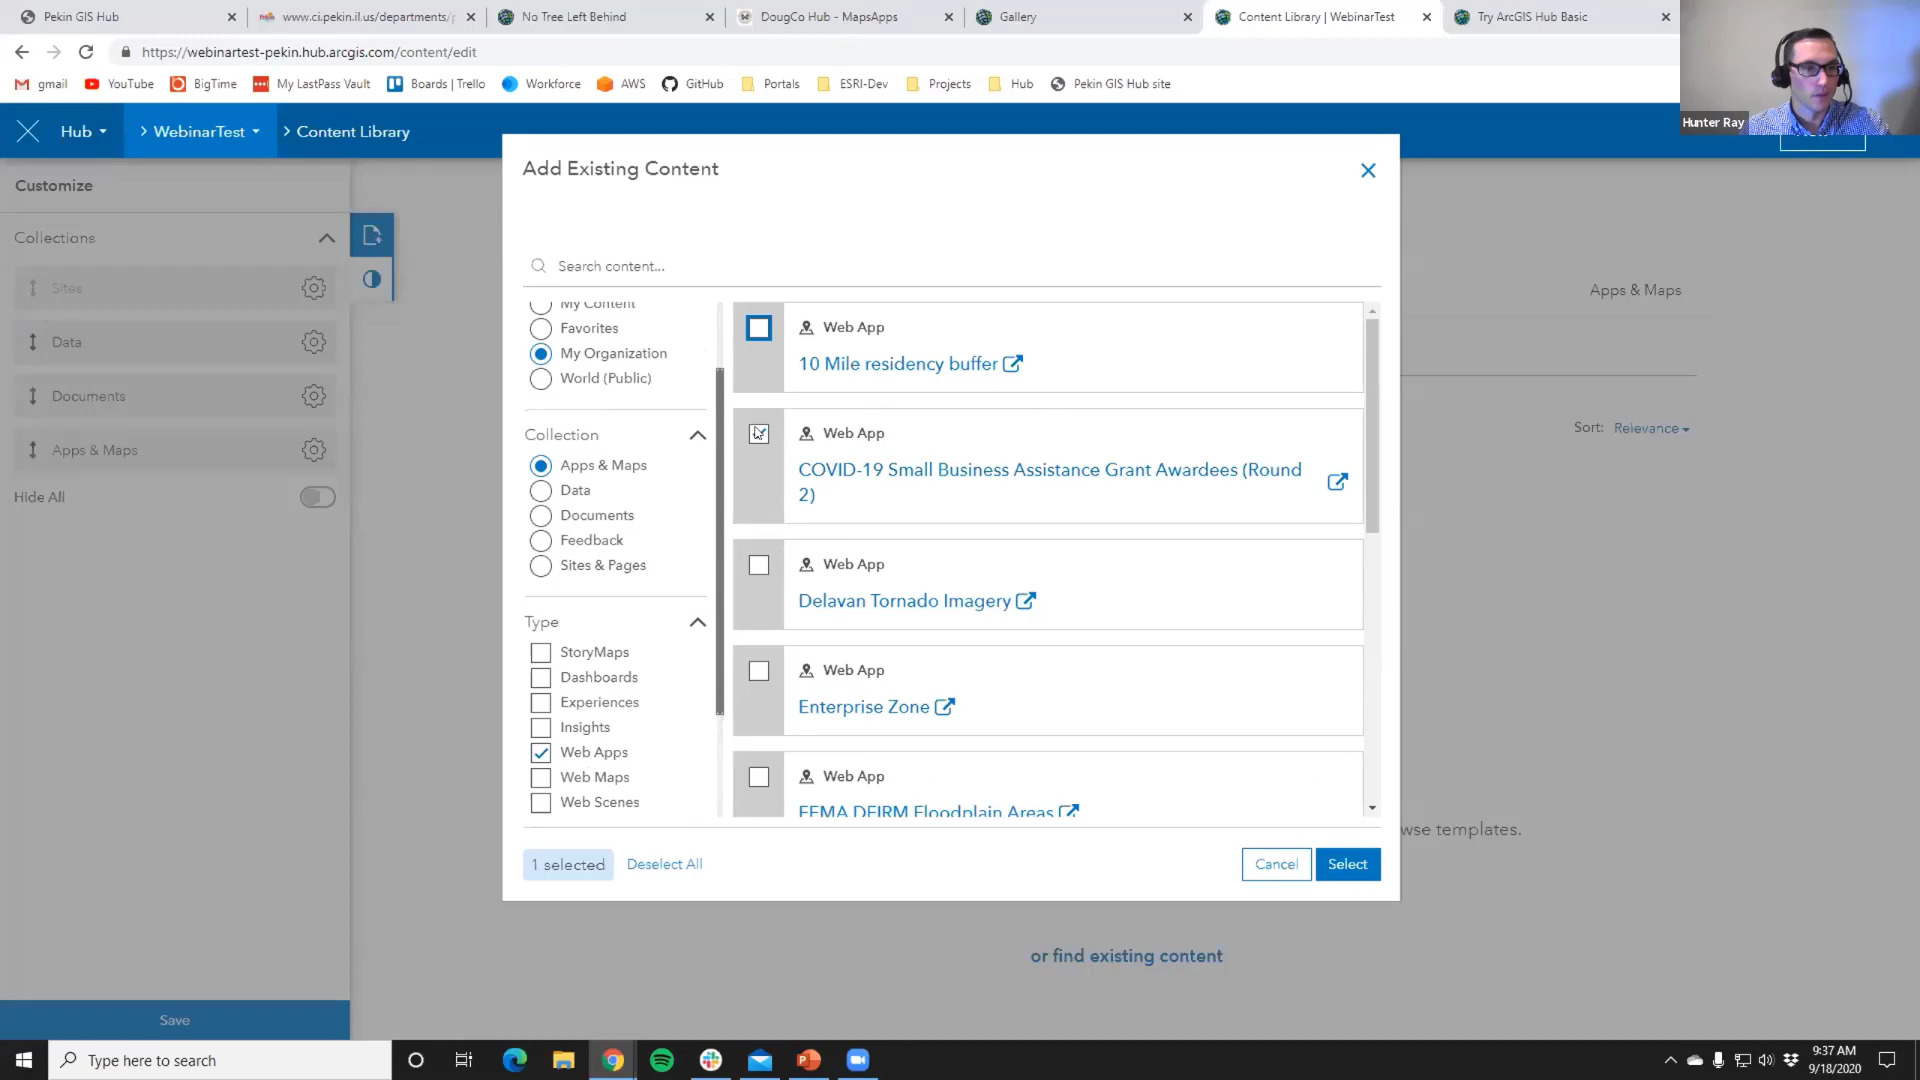 Pekin GIS Hub
www.ci.pekin.il.us/departments/
No Tree Left Behind
DougCo Hub - MapsApps
Gallery
Content Library | WebinarTest
Try ArcGIS Hub Basic
https://webinartest-pekin.hub.arcgis.com/content/edit
gmail
YouTube
BigTime
My LastPass Vault
Boards | Trello
Workforce
AWS
GitHub
Portals
ESRI-Dev
Projects
Hub
Pekin GIS Hub site
Hunter Ray
Hub
WebinarTest
Content Library
Customize
Collections
Sites
Data
Documents
Apps & Maps
Hide All
Save
Add Existing Content
Search content...
My Content
Favorites
My Organization
World (Public)
Collection
Apps & Maps
Data
Documents
Feedback
Sites & Pages
Type
StoryMaps
Dashboards
Experiences
Insights
Web Apps
Web Maps
Web Scenes
Web App
10 Mile residency buffer
Web App
COVID-19 Small Business Assistance Grant Awardees (Round
2)
Web App
Delavan Tornado Imagery
Web App
Enterprise Zone
Web App
FEMA DFIRM Floodplain Areas
1 selected
Deselect All
Cancel
Select
Apps & Maps
Sort: Relevance
wse templates.
or find existing content
Type here to search
9:37 AM
9/18/2020